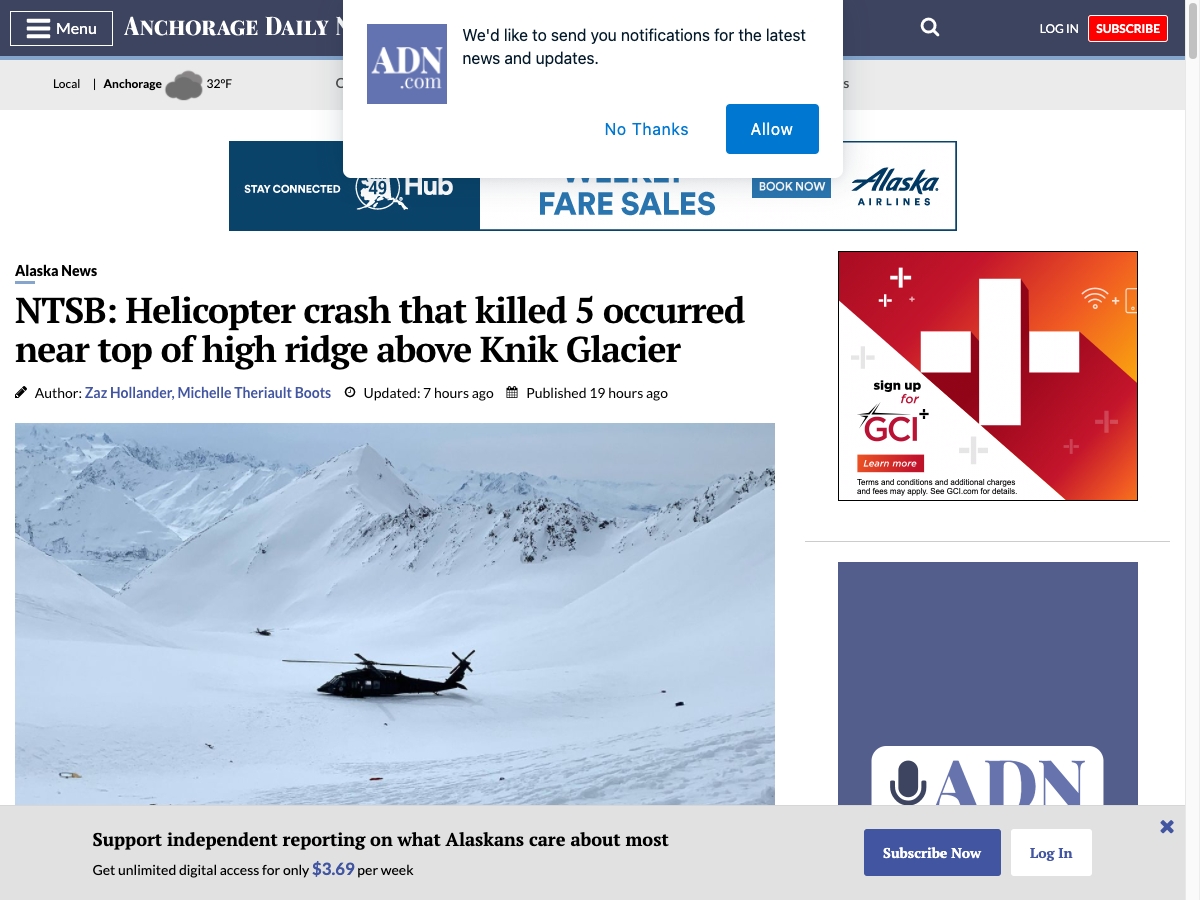 Menu
ANCHORAGE DAILY
LOG IN
SUBSCRIBE
ADN
.com
We'd like to send you notifications for the latest
news and updates.
No Thanks
Allow
Local | Anchorage 32°F
STAY CONNECTED
49 Hub
WEEKLY
FARE SALES
BOOK NOW
Alaska
AIRLINES
Alaska News
NTSB: Helicopter crash that killed 5 occurred
near top of high ridge above Knik Glacier
Author: Zaz Hollander, Michelle Theriault Boots Updated: 7 hours ago Published 19 hours ago
sign up
for
GCI+
Learn more
Terms and conditions and additional charges
and fees may apply. See GCI.com for details.
ADN
Support independent reporting on what Alaskans care about most
Get unlimited digital access for only $3.69 per week
Subscribe Now
Log In